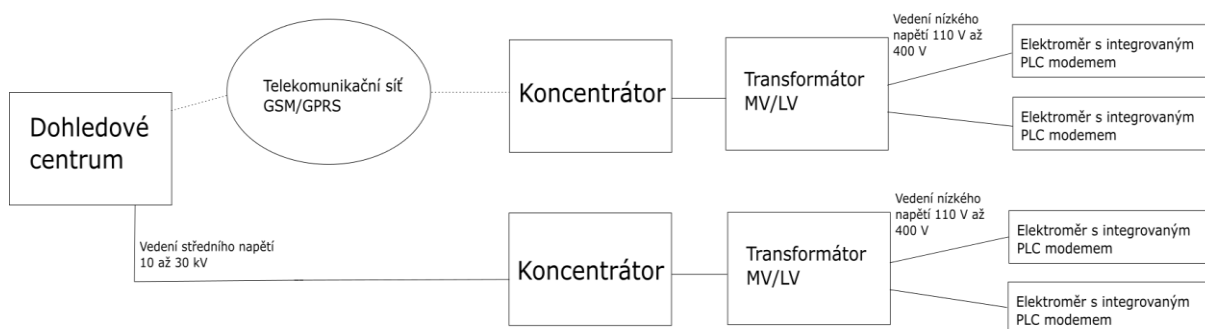 Vedení nízkého
napětí 110 V až
400 V
Elektroměr s integrovaným
PLC modemem
Telekomunikační síť
GSM/GPRS
Koncentrátor
Transformátor
MV/LV
Dohledové
centrum
Elektroměr s integrovaným
PLC modemem
Vedení nízkého
napětí 110 V až
400 V
Vedení středního napětí
10 až 30 kV
Koncentrátor
Transformátor
MV/LV
Elektroměr s integrovaným
PLC modemem
Elektroměr s integrovaným
PLC modemem